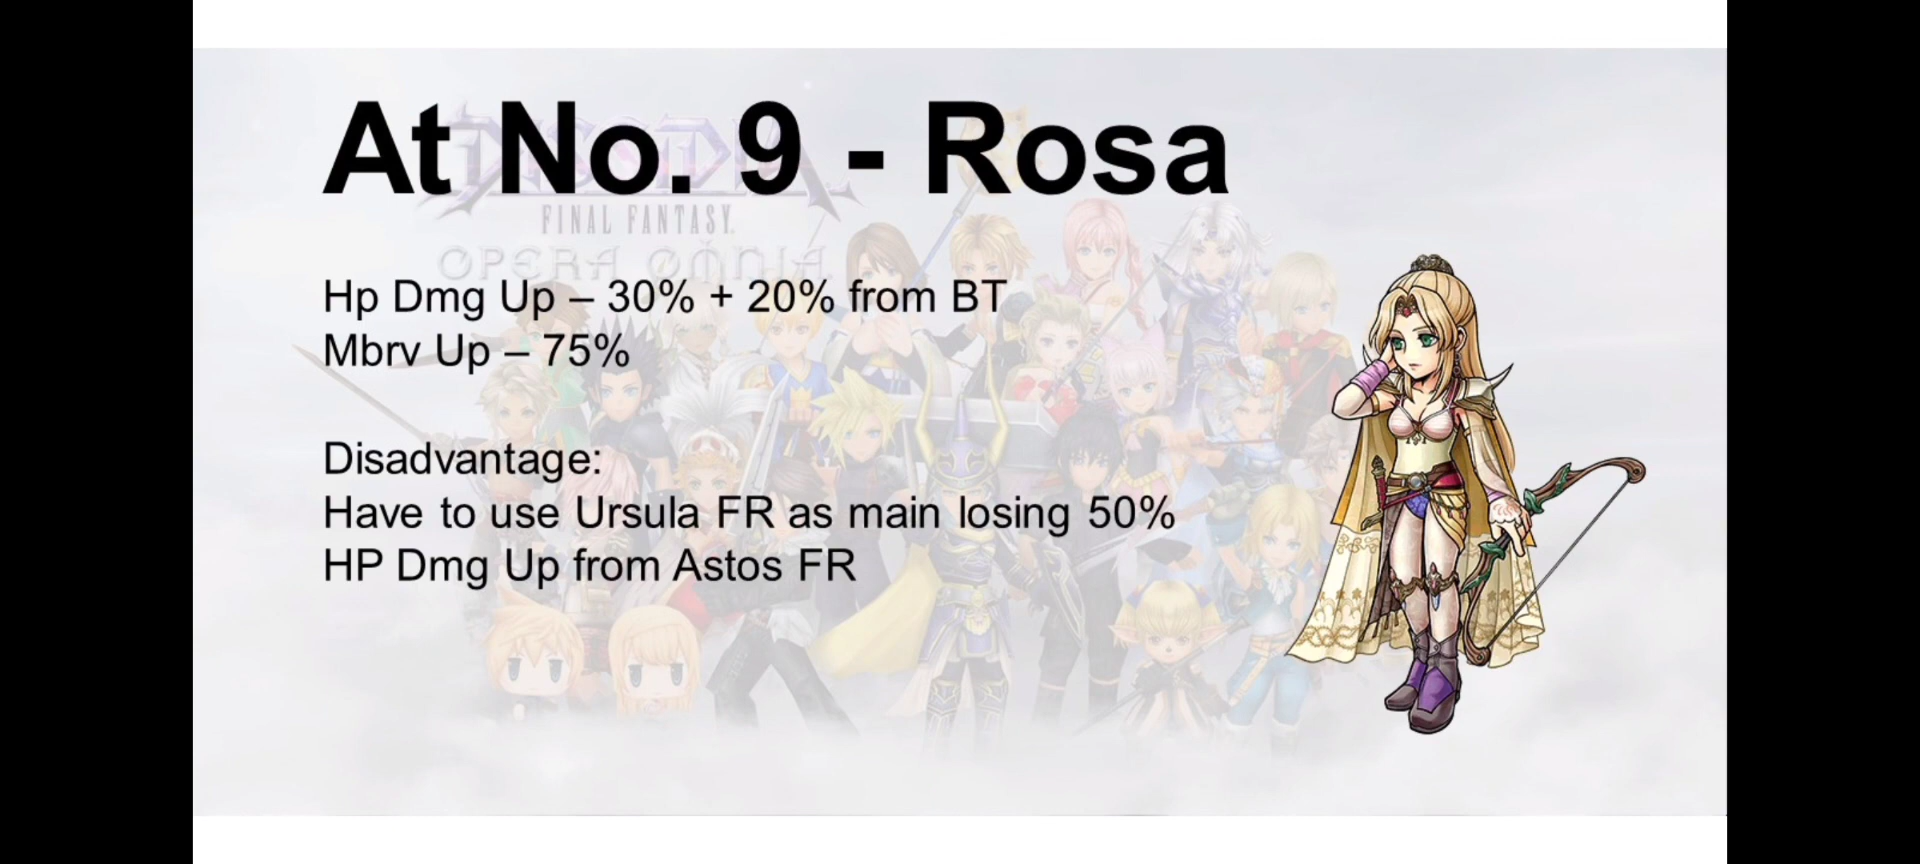 At No. 9 - Rosa
DISSIDIA
FINAL FANTASY.
OPERA OMNIA
Hp Dmg Up – 30% + 20% from BT
Mbrv Up – 75%
Disadvantage:
Have to use Ursula FR as main losing 50%
HP Dmg Up from Astos FR